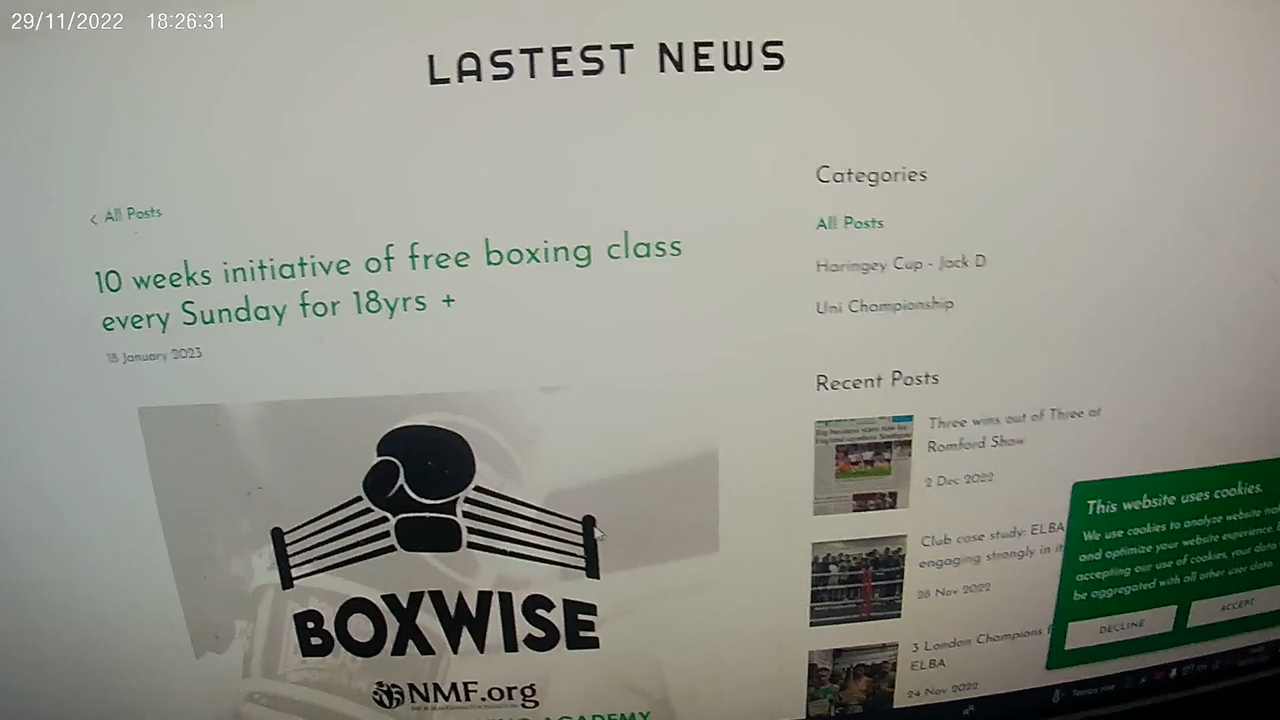 29/11/2022 18:26:31
LASTEST NEWS
< All Posts
10 weeks initiative of free boxing class
every Sunday for 18yrs +
18 January 2023
BOXWISE
NMF.org
ACADEMY
Categories
All Posts
Haringey Cup - Jack D
Uni Championship
Recent Posts
Three wins out of Three at
Romford Show
2 Dec 2022
Club case study: ELBA
engaging strongly in it
28 Nov 2022
3 London Champions f
ELBA
24 Nov 2022
This website uses cookies.
We use cookies to analyze website
and optimize your website experience.
accepting our use of cookies, your data
be aggregated with all other user data.
DECLINE
ACCEPT